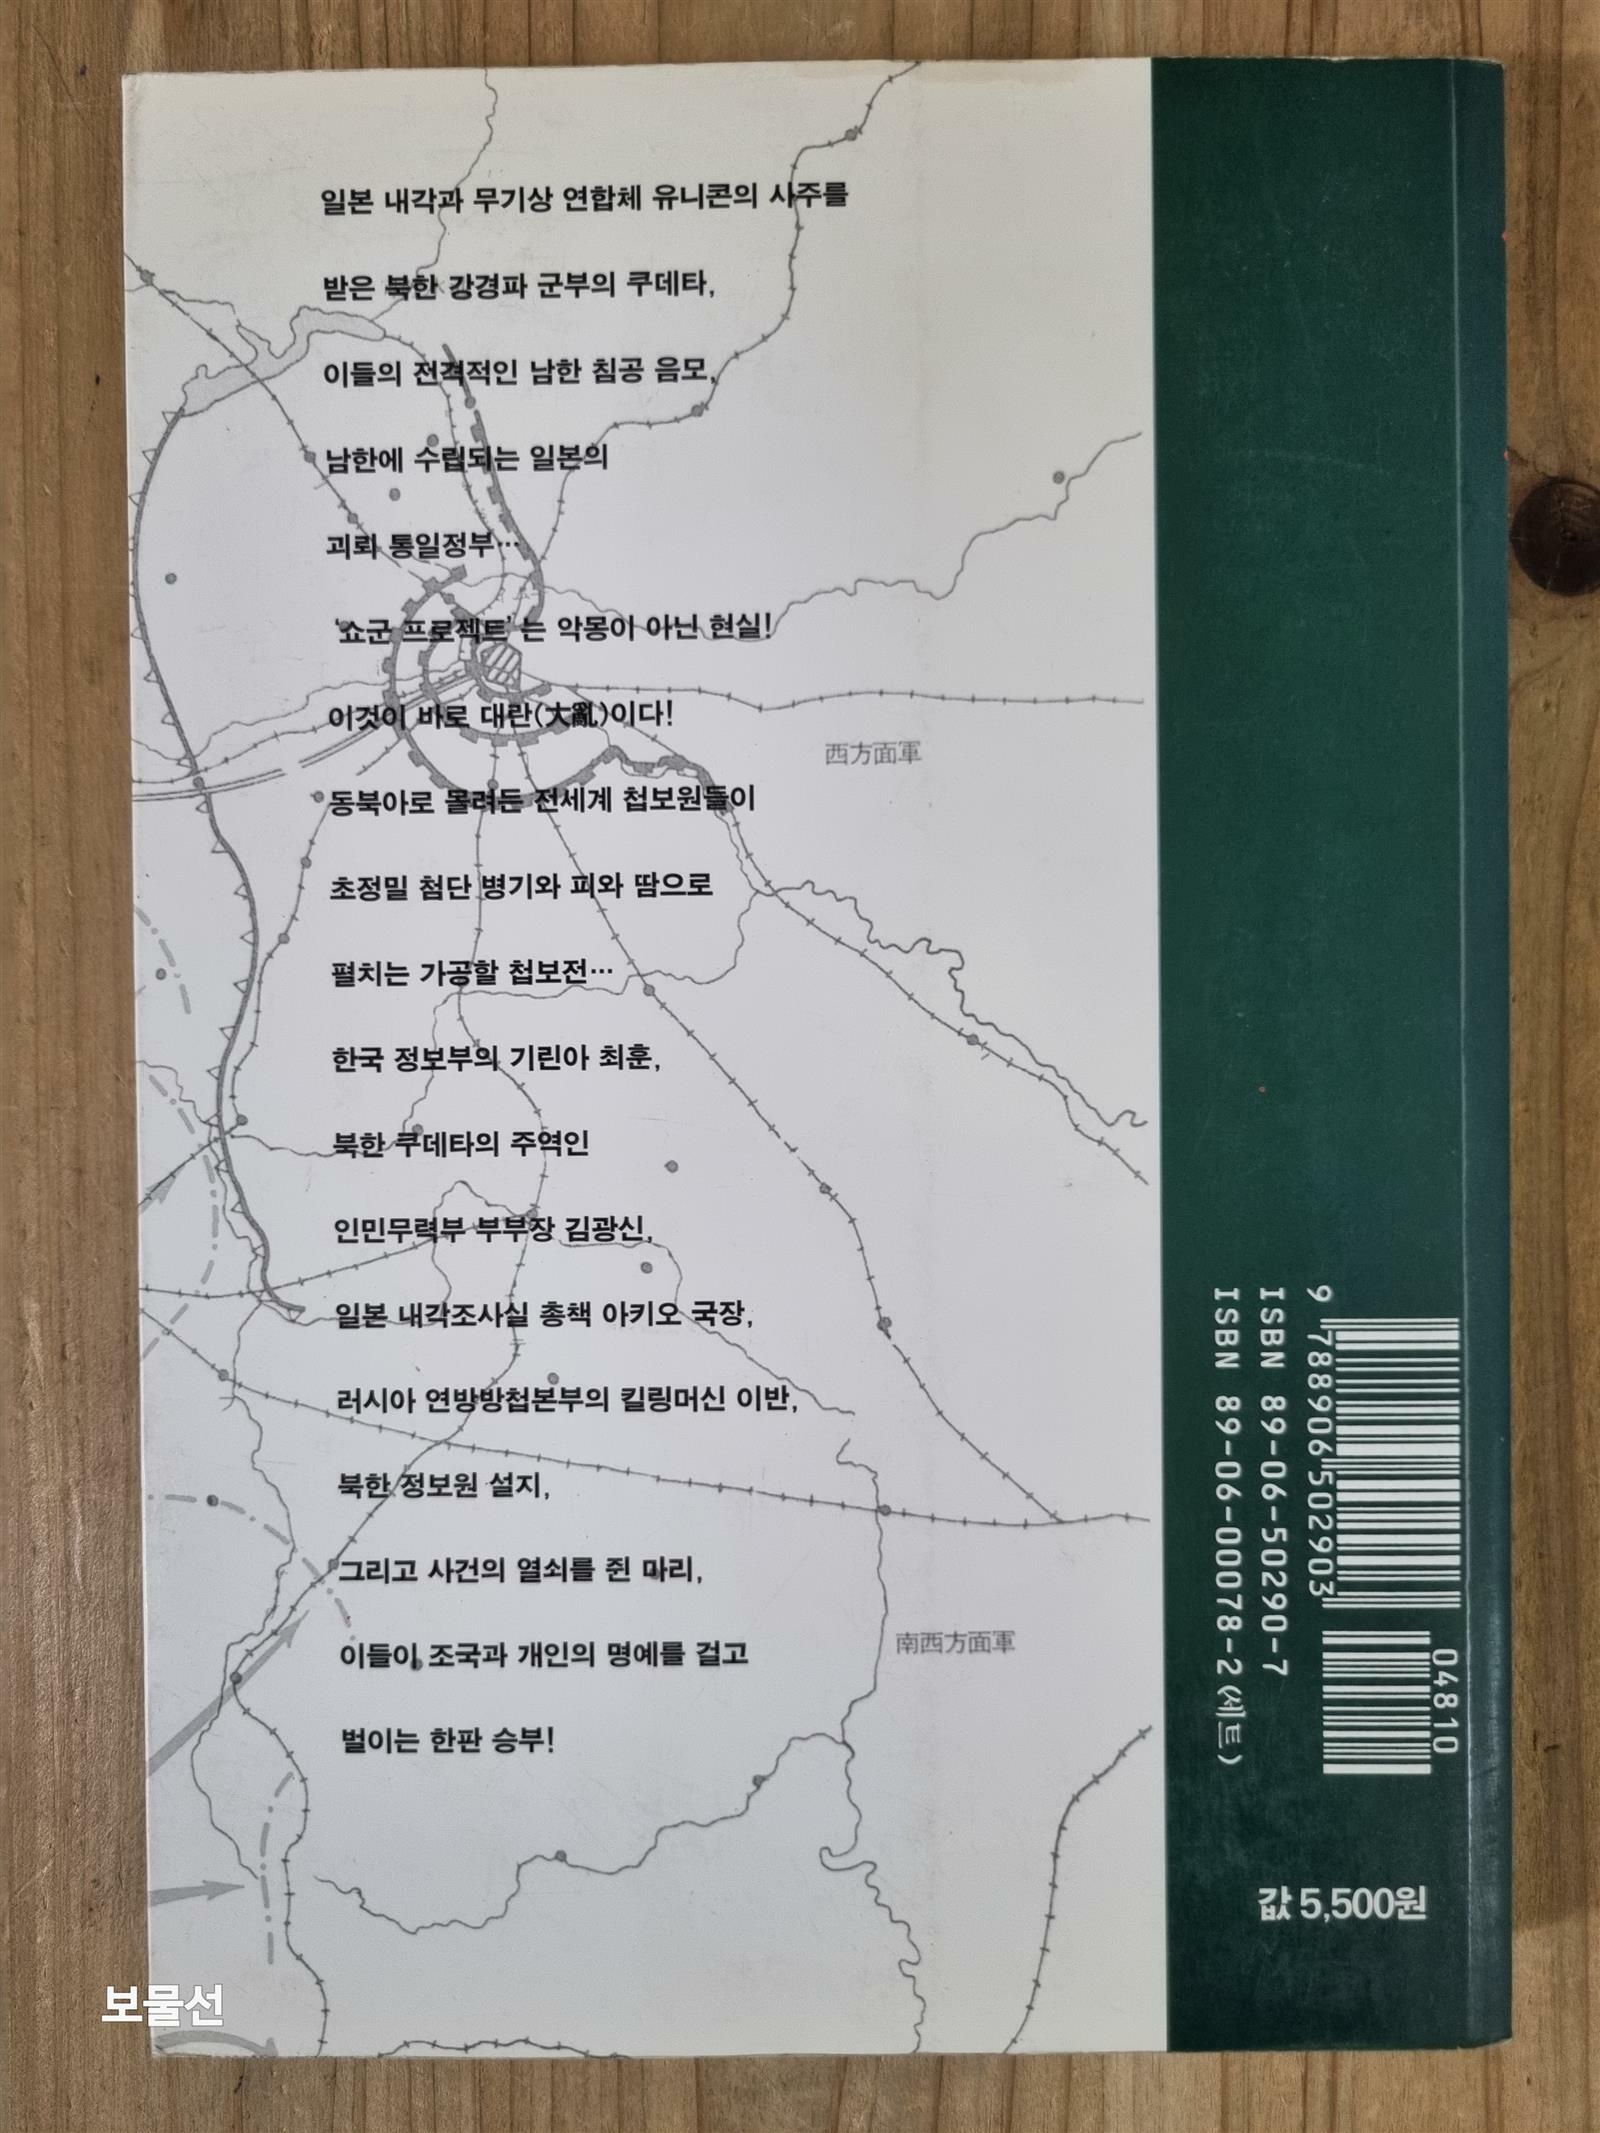 일본 내각과 무기상 연합체 유니콘의 사주를
받은 북한 강경파 군부의 쿠데타,
이들의 전격적인 남한 침공 음모,
남한에 수립되는 일본의
괴뢰 통일정부…
'쇼군 프로젝트'는 악몽이 아닌 현실!
이것이 바로 대란(大亂)이다!
西方面軍
동북아로 몰려든 전세계 첩보원들이
초정밀 첨단 병기와 피와 땀으로
펼치는 가공할 첩보전…
한국 정보부의 기린아 최훈,
북한 쿠데타의 주역인
인민무력부 부부장 김광신,
일본 내각조사실 총책 아키오 국장,
러시아 연방방첩본부의 킬링머신 이반,
북한 정보원 설지,
그리고 사건의 열쇠를 쥔 마리,
南西方面軍
이들이 조국과 개인의 명예를 걸고
벌이는 한판 승부!
9 788906 502903
04810
ISBN 89-06-50290-7
ISBN 89-06-00078-2(세트)
값 5,500원
보물선